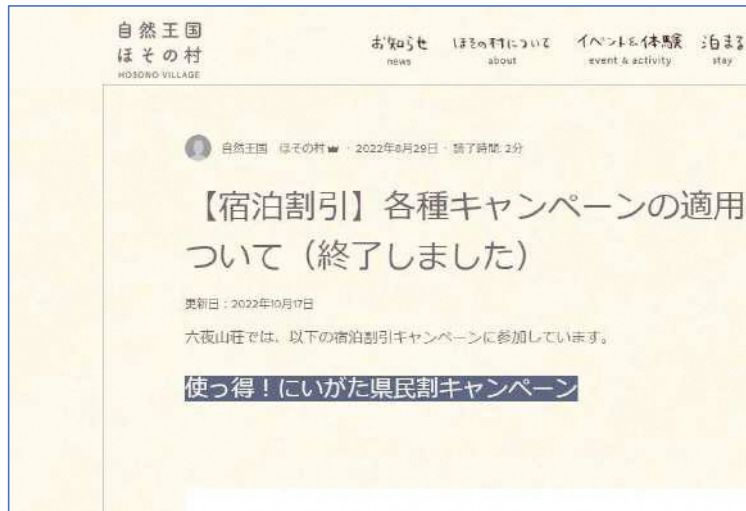 自然王国
ほその村
HOSONO VILLAGE
お知らせ ほその村について イベント&体験 泊まる
news about event & activity stay
自然王国 ほその村 · 2022年8月29日 · 読了時間: 2分
【宿泊割引】各種キャンペーンの適用
ついて（終了しました）
更新日：2022年10月17日
六夜山荘では、以下の宿泊割引キャンペーンに参加しています。
使っ得！にいがた県民割キャンペーン